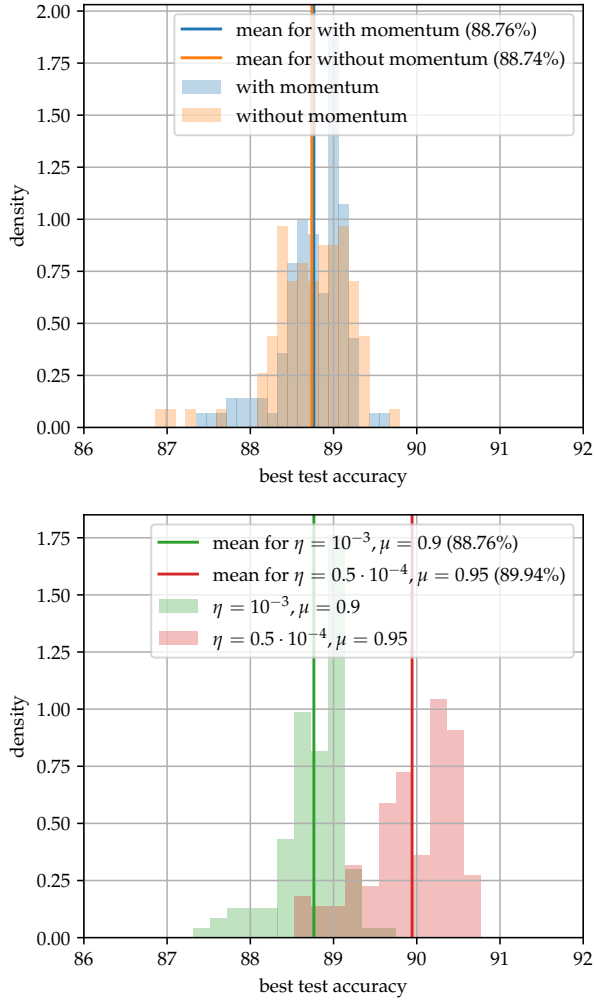 2.00
1.75
1.50
1.25
1.00
0.75
0.50
0.25
0.00
density
mean for with momentum (88.76%)
mean for without momentum (88.74%)
with momentum
without momentum
86 87 88 89 90 91 92
best test accuracy
1.75
1.50
1.25
1.00
0.75
0.50
0.25
0.00
density
mean for η = 10⁻³, μ = 0.9 (88.76%)
mean for η = 0.5 · 10⁻⁴, μ = 0.95 (89.94%)
η = 10⁻³, μ = 0.9
η = 0.5 · 10⁻⁴, μ = 0.95
86 87 88 89 90 91 92
best test accuracy